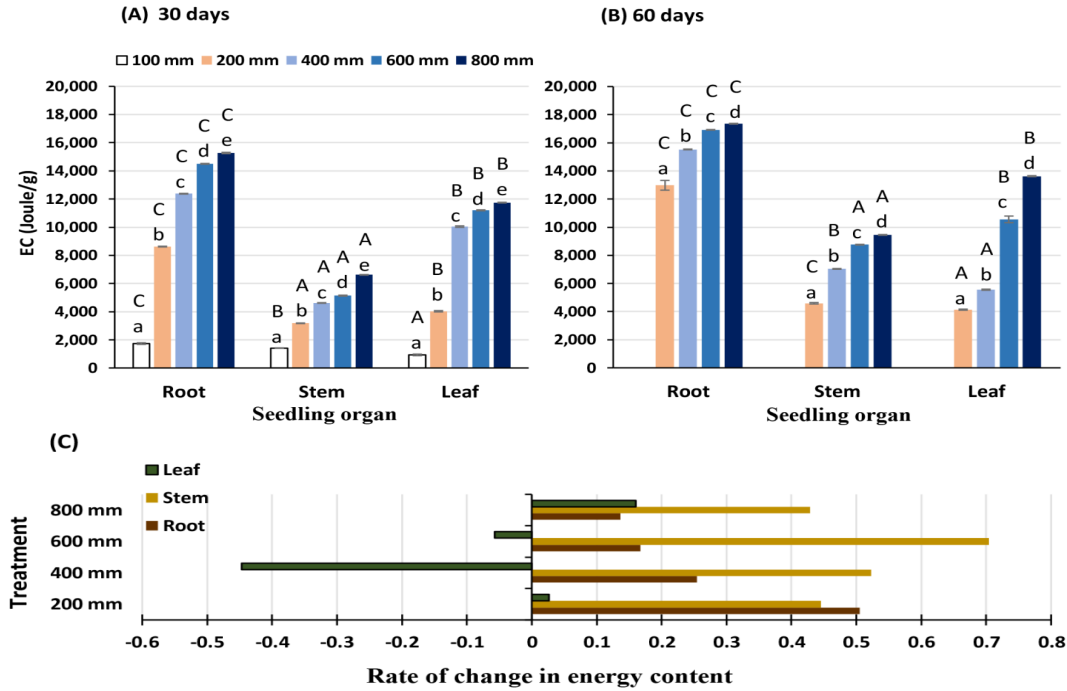 (A) 30 days
(B) 60 days
100 mm 200 mm 400 mm 600 mm 800 mm
EC (Joule/g)
20,000
18,000
16,000
14,000
12,000
10,000
8,000
6,000
4,000
2,000
0
C
a
C
b
C
c
C
d
C
e
B
a
A
b
A
c
A
d
A
e
A
a
B
b
B
c
B
d
B
e
Root Stem Leaf
Seedling organ
20,000
18,000
16,000
14,000
12,000
10,000
8,000
6,000
4,000
2,000
0
C
a
C
b
C
c
C
d
C
a
B
b
A
c
A
d
A
a
A
b
B
c
B
d
Root Stem Leaf
Seedling organ
(C)
Leaf
Stem
Root
Treatment
800 mm
600 mm
400 mm
200 mm
-0.6 -0.5 -0.4 -0.3 -0.2 -0.1 0 0.1 0.2 0.3 0.4 0.5 0.6 0.7 0.8
Rate of change in energy content